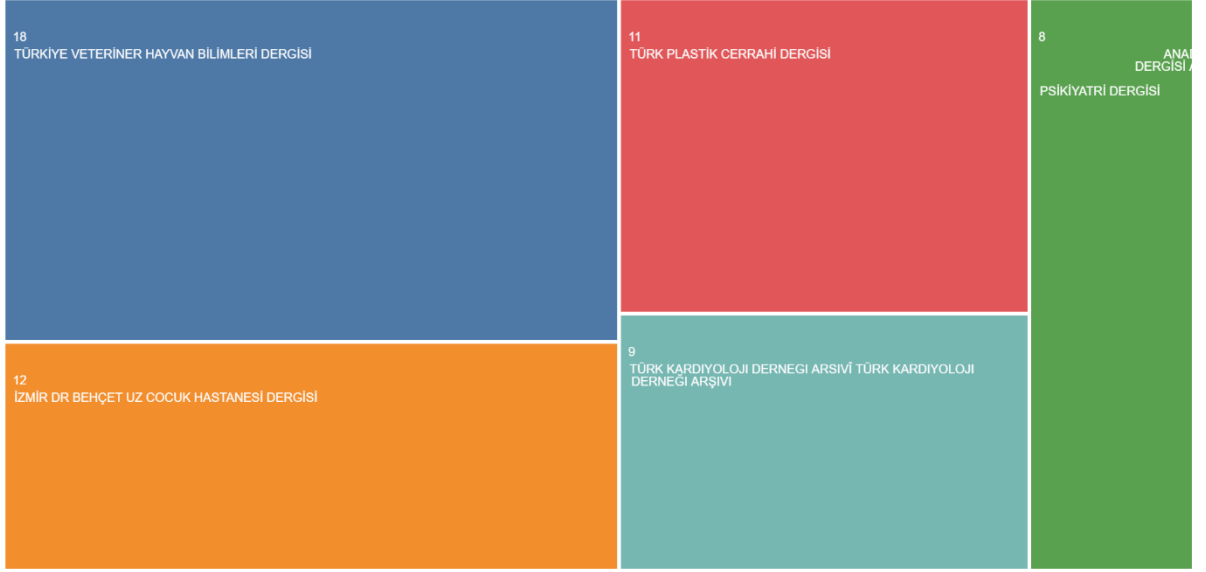 18
TÜRKİYE VETERİNER HAYVAN BİLİMLERİ DERGİSİ
12
İZMİR DR BEHÇET UZ COCUK HASTANESİ DERGİSİ
11
TÜRK PLASTİK CERRAHİ DERGİSİ
9
TÜRK KARDIYOLOJI DERNEGI ARSIVÎ TÜRK KARDIYOLOJI
DERNEĞI ARŞIVI
8
DERGİSİ
PSİKİYATRİ DERGİSİ